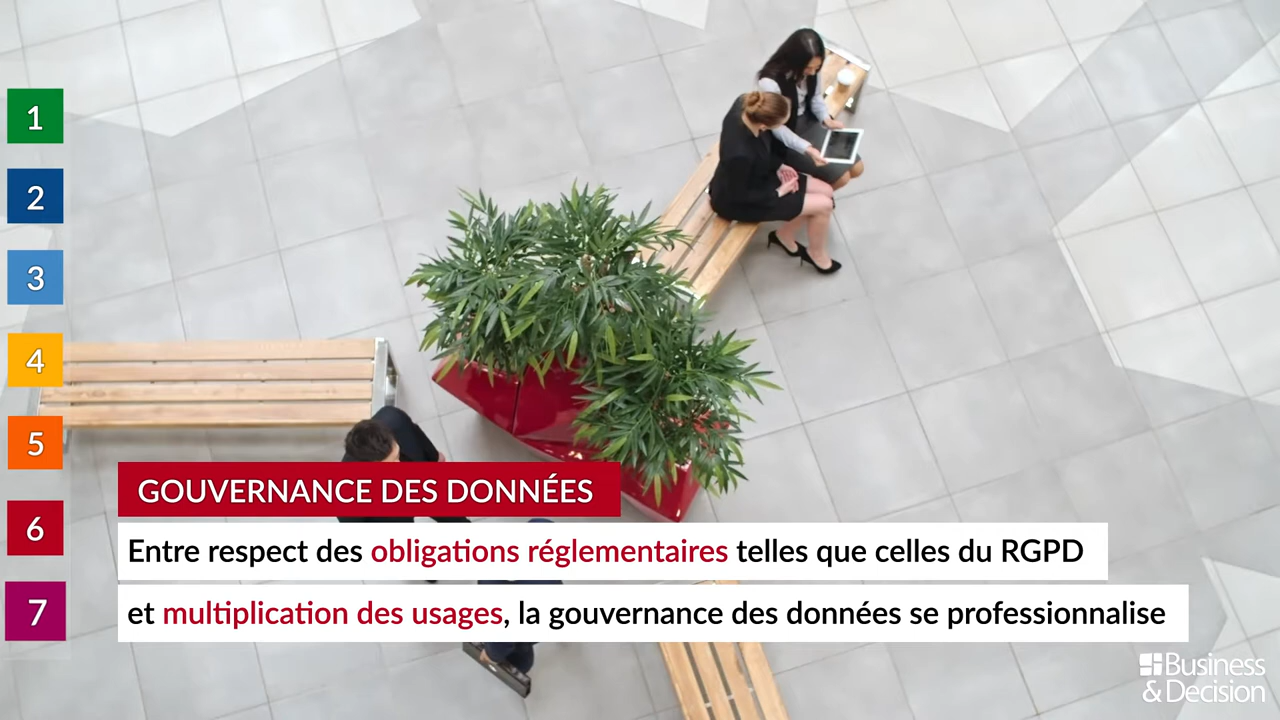 1
2
3
4
5
6
7
GOUVERNANCE DES DONNÉES
Entre respect des obligations réglementaires telles que celles du RGPD
et multiplication des usages, la gouvernance des données se professionnalise
Business
& Decision